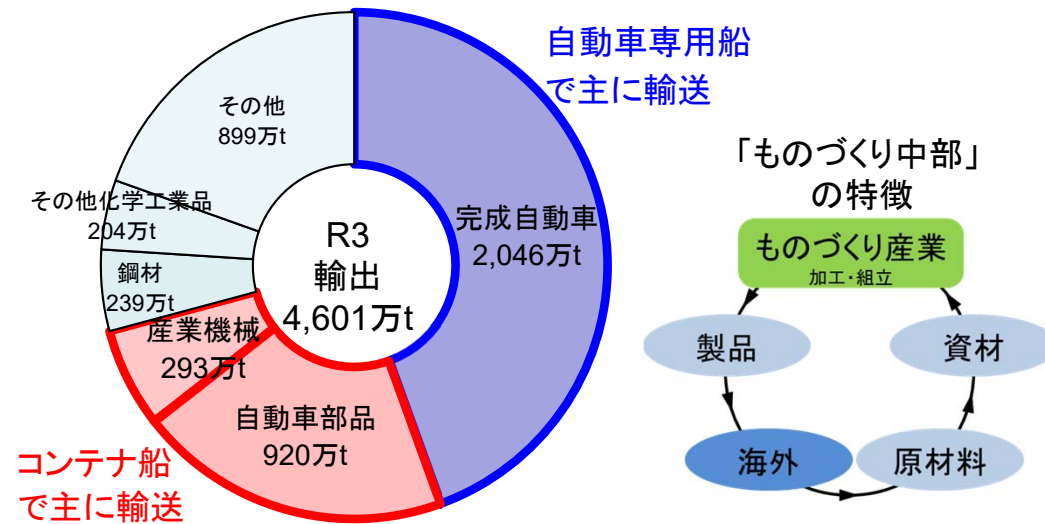 自動車専用船
で主に輸送
その他
899万t
その他化学工業品
204万t
鋼材
239万t
産業機械
293万t
自動車部品
920万t
完成自動車
2,046万t
R3
輸出
4,601万t
コンテナ船
で主に輸送
「ものづくり中部」
の特徴
ものづくり産業
加工・組立
製品
資材
海外
原材料